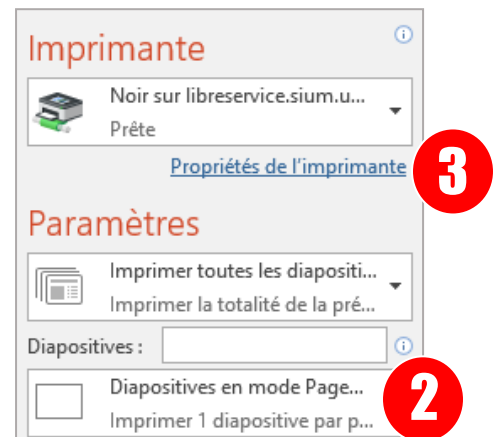 Imprimante
Noir sur libreservice.sium.u...
Prête
Propriétés de l'imprimante
3
Paramètres
Imprimer toutes les diapositi...
Imprimer la totalité de la pré...
Diapositives :
Diapositives en mode Page...
2
Imprimer 1 diapositive par p...